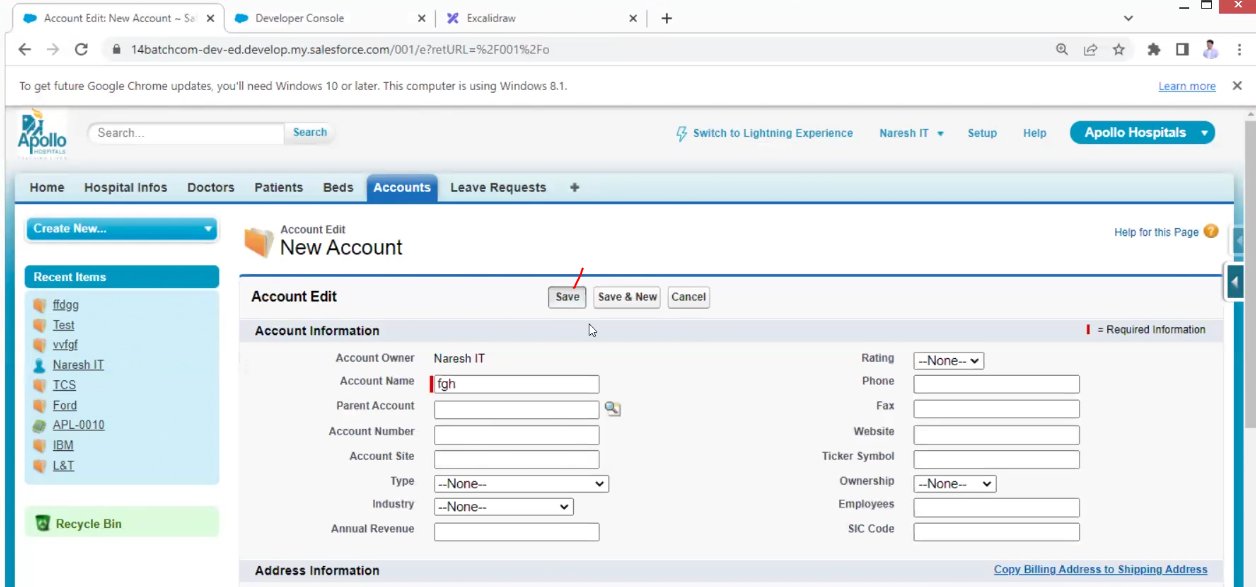 Account Edit: New Account ~ Sa
Developer Console
Excalidraw
14batchcom-dev-ed.develop.my.salesforce.com/001/e?retURL=%2F001%2Fo
To get future Google Chrome updates, you'll need Windows 10 or later. This computer is using Windows 8.1.
Learn more
Apollo
HOSPITALS
Search...
Search
Switch to Lightning Experience
Naresh IT
Setup
Help
Apollo Hospitals
Home
Hospital Infos
Doctors
Patients
Beds
Accounts
Leave Requests
Create New...
Recent Items
ffdgg
Test
vvfgf
Naresh IT
TCS
Ford
APL-0010
IBM
L&T
Recycle Bin
Account Edit
New Account
Help for this Page
Account Edit
Save
Save & New
Cancel
Account Information
= Required Information
Account Owner Naresh IT
Account Name fgh
Parent Account
Account Number
Account Site
Type --None--
Industry --None--
Annual Revenue
Rating --None--
Phone
Fax
Website
Ticker Symbol
Ownership --None--
Employees
SIC Code
Address Information
Copy Billing Address to Shipping Address